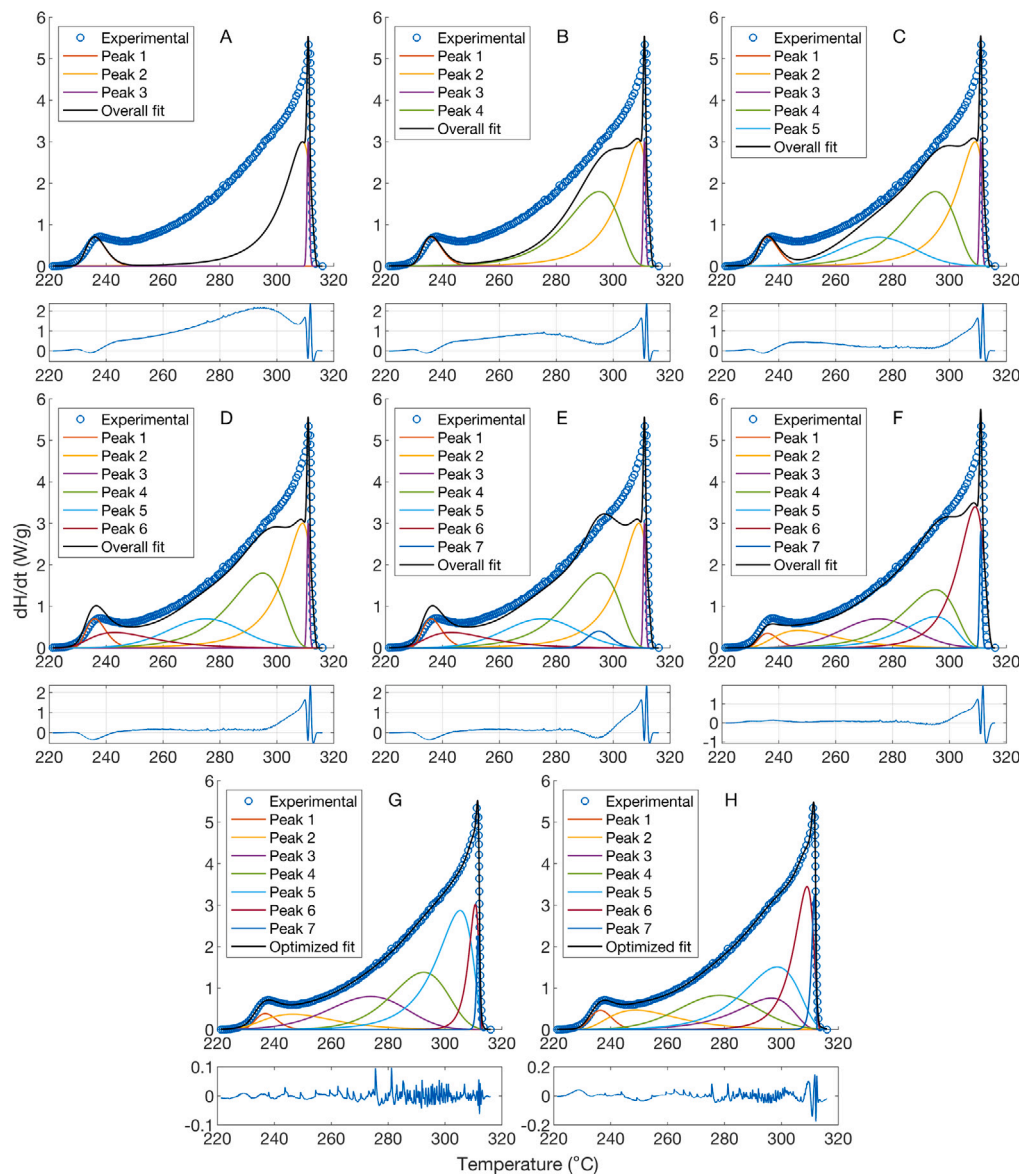 6
5
4
3
2
1
0
Experimental
Peak 1
Peak 2
Peak 3
Overall fit
A
220 240 260 280 300 320
2
1
0
220 240 260 280 300 320
6
5
4
3
2
1
0
Experimental
Peak 1
Peak 2
Peak 3
Peak 4
Overall fit
B
220 240 260 280 300 320
2
1
0
220 240 260 280 300 320
6
5
4
3
2
1
0
Experimental
Peak 1
Peak 2
Peak 3
Peak 4
Peak 5
Overall fit
C
220 240 260 280 300 320
2
1
0
220 240 260 280 300 320
dH/dt (W/g)
6
5
4
3
2
1
0
Experimental
Peak 1
Peak 2
Peak 3
Peak 4
Peak 5
Peak 6
Overall fit
D
220 240 260 280 300 320
2
1
0
220 240 260 280 300 320
6
5
4
3
2
1
0
Experimental
Peak 1
Peak 2
Peak 3
Peak 4
Peak 5
Peak 6
Peak 7
Overall fit
E
220 240 260 280 300 320
2
1
0
220 240 260 280 300 320
6
5
4
3
2
1
0
Experimental
Peak 1
Peak 2
Peak 3
Peak 4
Peak 5
Peak 6
Peak 7
Overall fit
F
220 240 260 280 300 320
2
1
0
-1
220 240 260 280 300 320
6
5
4
3
2
1
0
Experimental
Peak 1
Peak 2
Peak 3
Peak 4
Peak 5
Peak 6
Peak 7
Optimized fit
G
220 240 260 280 300 320
0.1
0
-0.1
220 240 260 280 300 320
6
5
4
3
2
1
0
Experimental
Peak 1
Peak 2
Peak 3
Peak 4
Peak 5
Peak 6
Peak 7
Optimized fit
H
220 240 260 280 300 320
0.2
0
-0.2
220 240 260 280 300 320
Temperature (°C)